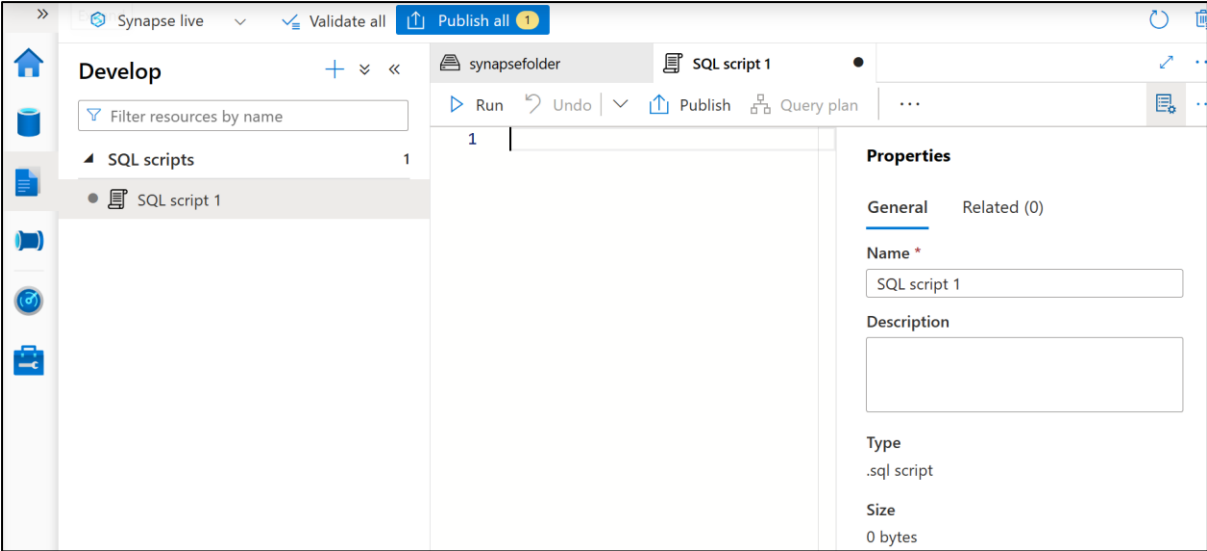 Synapse live
Validate all
Publish all 1
Develop
Filter resources by name
SQL scripts 1
SQL script 1
synapsefolder
SQL script 1
Run Undo Publish Query plan
1
Properties
General Related (0)
Name *
SQL script 1
Description
Type
.sql script
Size
0 bytes